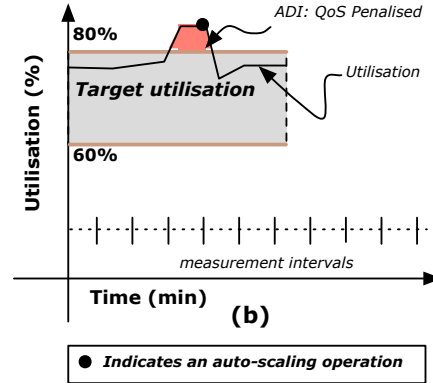 ADI: QoS Penalised
80%
Utilisation
Target utilisation
Utilisation (%)
60%
measurement intervals
Time (min)
(b)
Indicates an auto-scaling operation